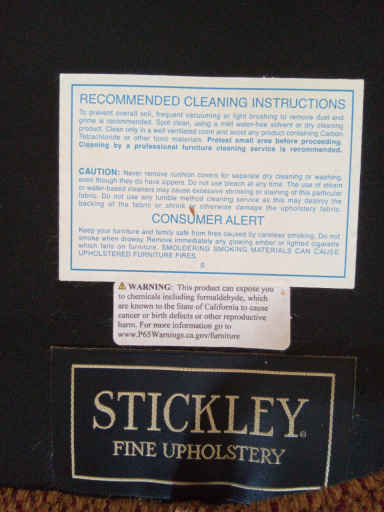 RECOMMENDED CLEANING INSTRUCTIONS
To prevent overall soil, frequent vacuuming or light brushing to remove dust and
grime is recommended. Spot clean, using a mild water-free solvent or dry cleaning
product. Clean only in a well ventilated room and avoid any product containing Carbon
Tetrachloride or other toxic materials. Pretest small area before proceeding.
Cleaning by a professional furniture cleaning service is recommended.
CAUTION: Never remove cushion covers for separate dry cleaning or washing,
even though they do have zippers. Do not use bleach at any time. The use of steam
or water-based cleaners may cause excessive shrinking or staining of this particular
fabric. Do not use any tumble method cleaning service as this may destroy the
backing of the fabric or shrink or otherwise damage the upholstery fabric.
CONSUMER ALERT
Keep your furniture and family safe from fires caused by careless smoking. Do not
smoke when drowsy. Remove immediately any glowing ember or lighted cigarette
which falls on furniture. SMOLDERING SMOKING MATERIALS CAN CAUSE
UPHOLSTERED FURNITURE FIRES.
S
⚠ WARNING: This product can expose you
to chemicals including formaldehyde, which
are known to the State of California to cause
cancer or birth defects or other reproductive
harm. For more information go to
www.P65Warnings.ca.gov/furniture
STICKLEY®
FINE UPHOLSTERY